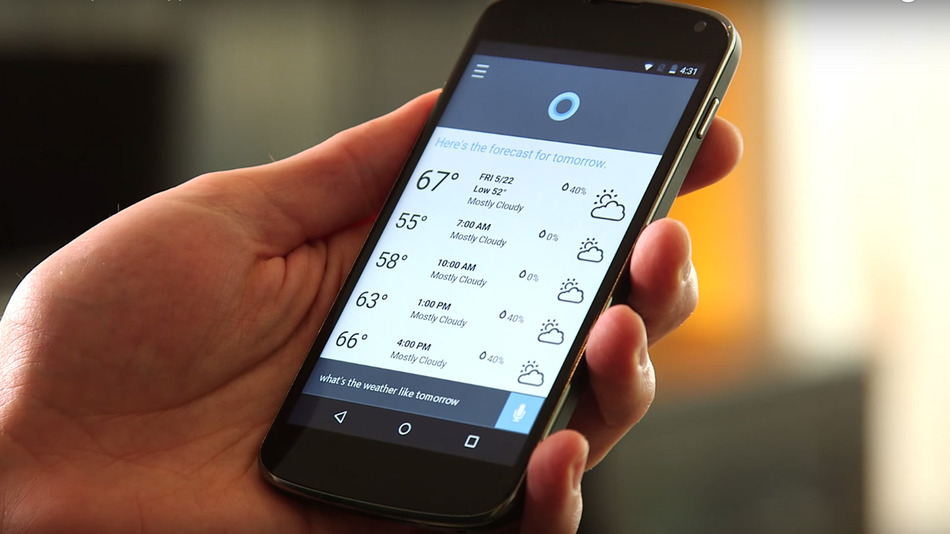 4:31
Here's the forecast for tomorrow.
67° FRI 5/22 40%
Low 52°
Mostly Cloudy
55° 7:00 AM 0%
Mostly Cloudy
58° 10:00 AM 0%
Mostly Cloudy
63° 1:00 PM 40%
Mostly Cloudy
66° 4:00 PM 40%
Mostly Cloudy
what's the weather like tomorrow